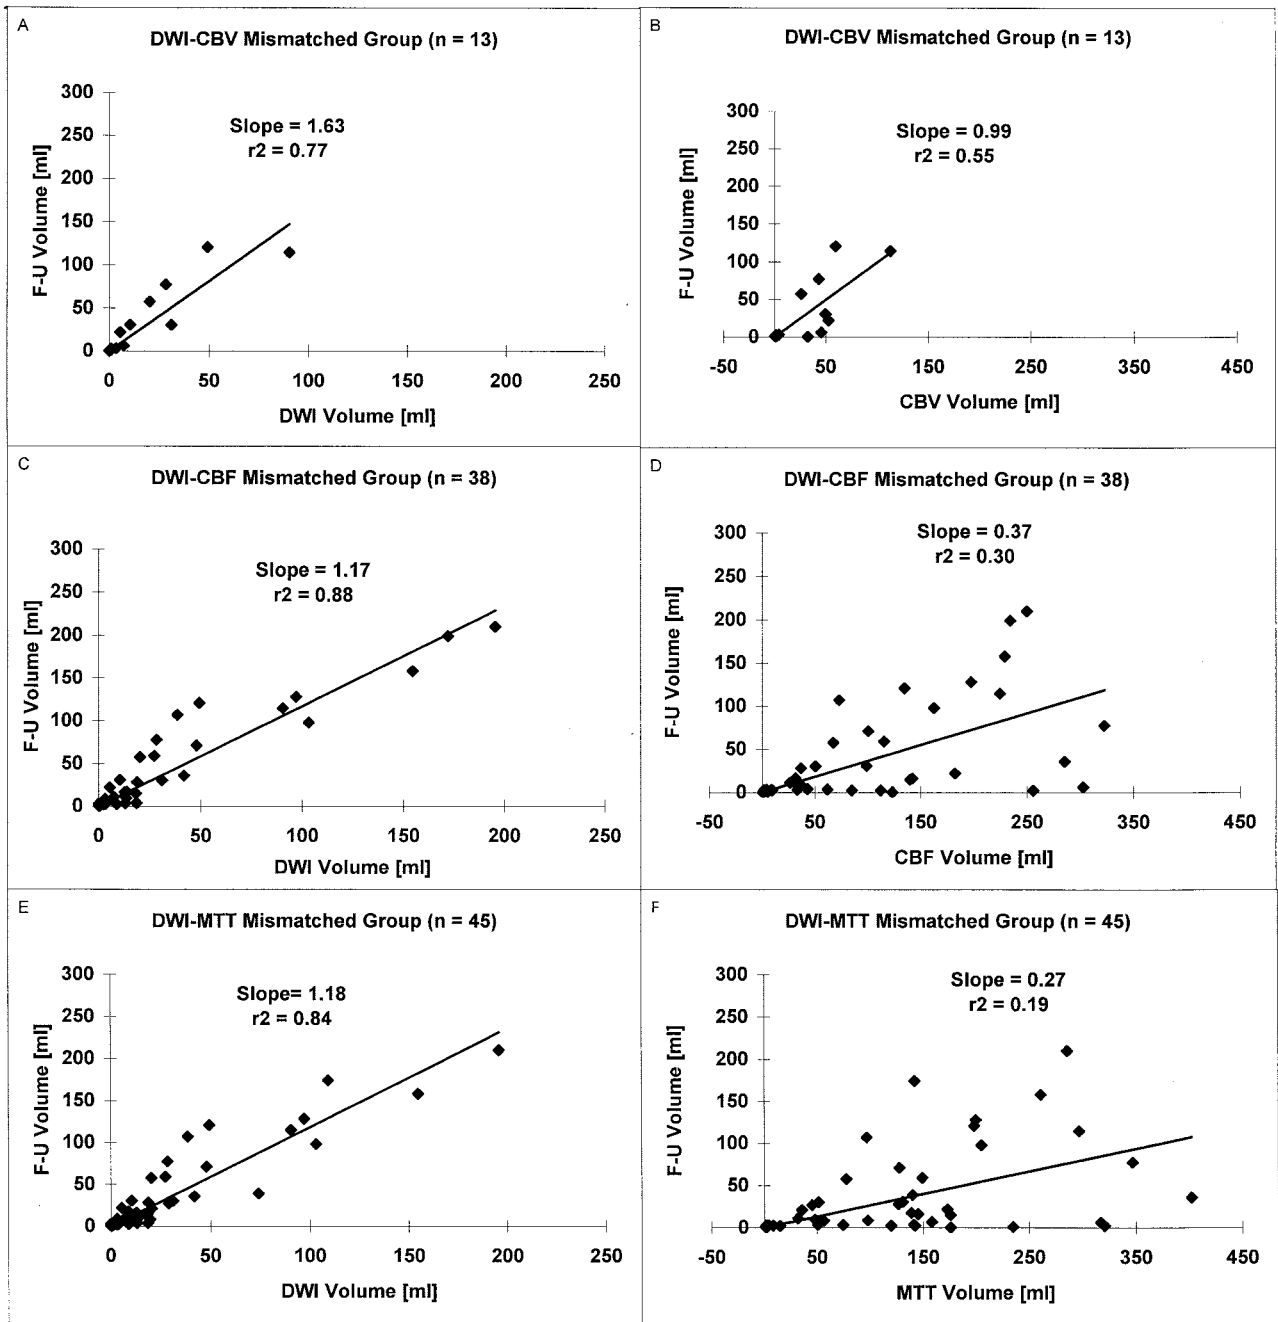 A
DWI-CBV Mismatched Group (n = 13)
Slope = 1.63
r2 = 0.77
F-U Volume [ml]
300
250
200
150
100
50
0
0 50 100 150 200 250
DWI Volume [ml]
B
DWI-CBV Mismatched Group (n = 13)
Slope = 0.99
r2 = 0.55
F-U Volume [ml]
300
250
200
150
100
50
0
-50 50 150 250 350 450
CBV Volume [ml]
C
DWI-CBF Mismatched Group (n = 38)
Slope = 1.17
r2 = 0.88
F-U Volume [ml]
300
250
200
150
100
50
0
0 50 100 150 200 250
DWI Volume [ml]
D
DWI-CBF Mismatched Group (n = 38)
Slope = 0.37
r2 = 0.30
F-U Volume [ml]
300
250
200
150
100
50
0
-50 50 150 250 350 450
CBF Volume [ml]
E
DWI-MTT Mismatched Group (n = 45)
Slope= 1.18
r2 = 0.84
F-U Volume [ml]
300
250
200
150
100
50
0
0 50 100 150 200 250
DWI Volume [ml]
F
DWI-MTT Mismatched Group (n = 45)
Slope = 0.27
r2 = 0.19
F-U Volume [ml]
300
250
200
150
100
50
0
-50 50 150 250 350 450
MTT Volume [ml]